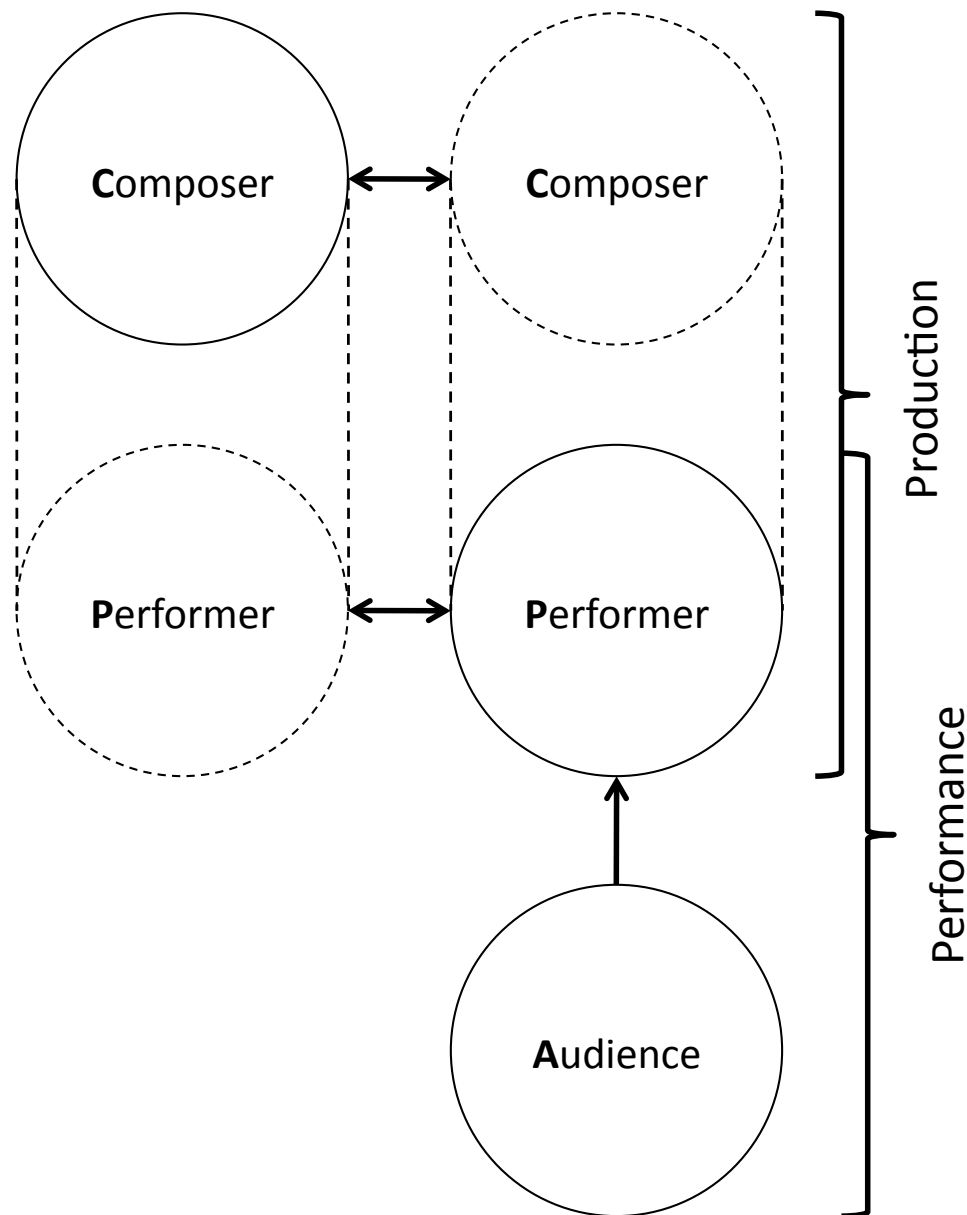 Composer
Composer
Production
Performer
Performer
Performance
Audience